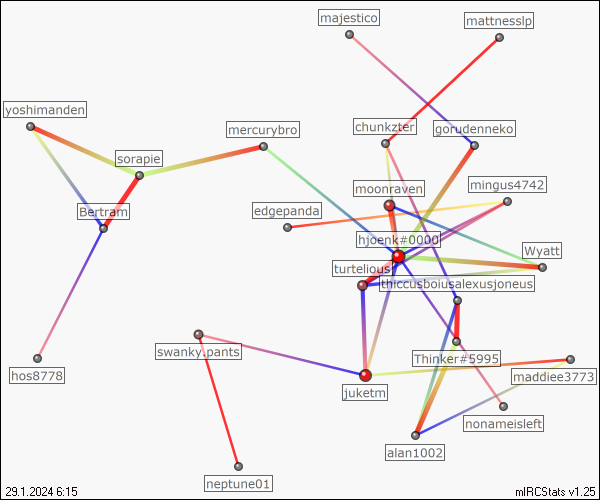 majestico
mattnesslp
yoshimanden
mercurybro
chunkzter
gorudenneko
sorapie
moonraven
mingus4742
Bertram
edgepanda
hjoenk#0000
Wyatt
turtelious
thiccusboiusalexusjoneus
swanky.pants
Thinker#5995
hos8778
maddiee3773
juketm
nonameisleft
alan1002
neptune01
29.1.2024 6:15
mIRCStats v1.25